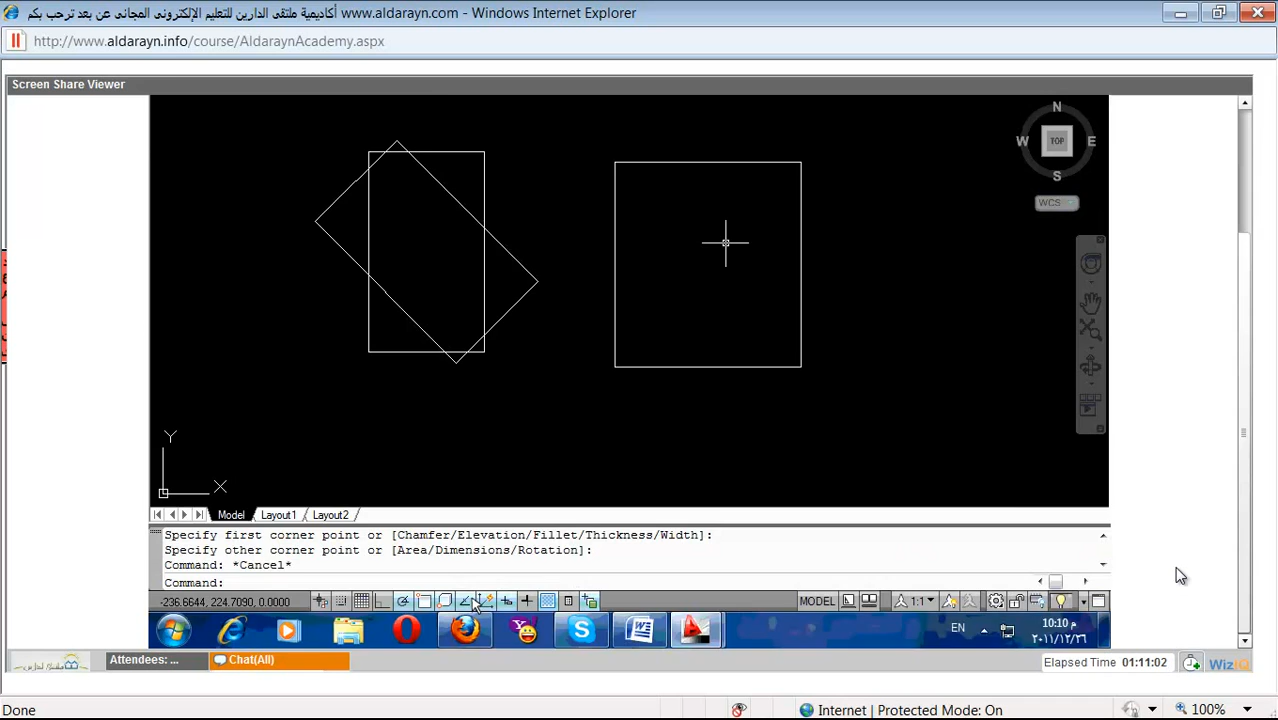 أكاديمية ملتقى الدارين للتعليم الإلكترونى المجانى عن بعد ترحب بكم www.aldarayn.com - Windows Internet Explorer
http://www.aldarayn.info/course/AldaraynAcademy.aspx
Screen Share Viewer
N
W
TOP
E
S
WCS
Y
X
Model
Layout1
Layout2
Specify first corner point or [Chamfer/Elevation/Fillet/Thickness/Width]:
Specify other corner point or [Area/Dimensions/Rotation]:
Command: *Cancel*
Command:
-236.6644, 224.7090, 0.0000
MODEL
1:1
EN
م 10:10
٢٠١١/١٢/٢٦
Attendees: ...
Chat(All)
Elapsed Time 01:11:02
WizIQ
Done
Internet | Protected Mode: On
100%